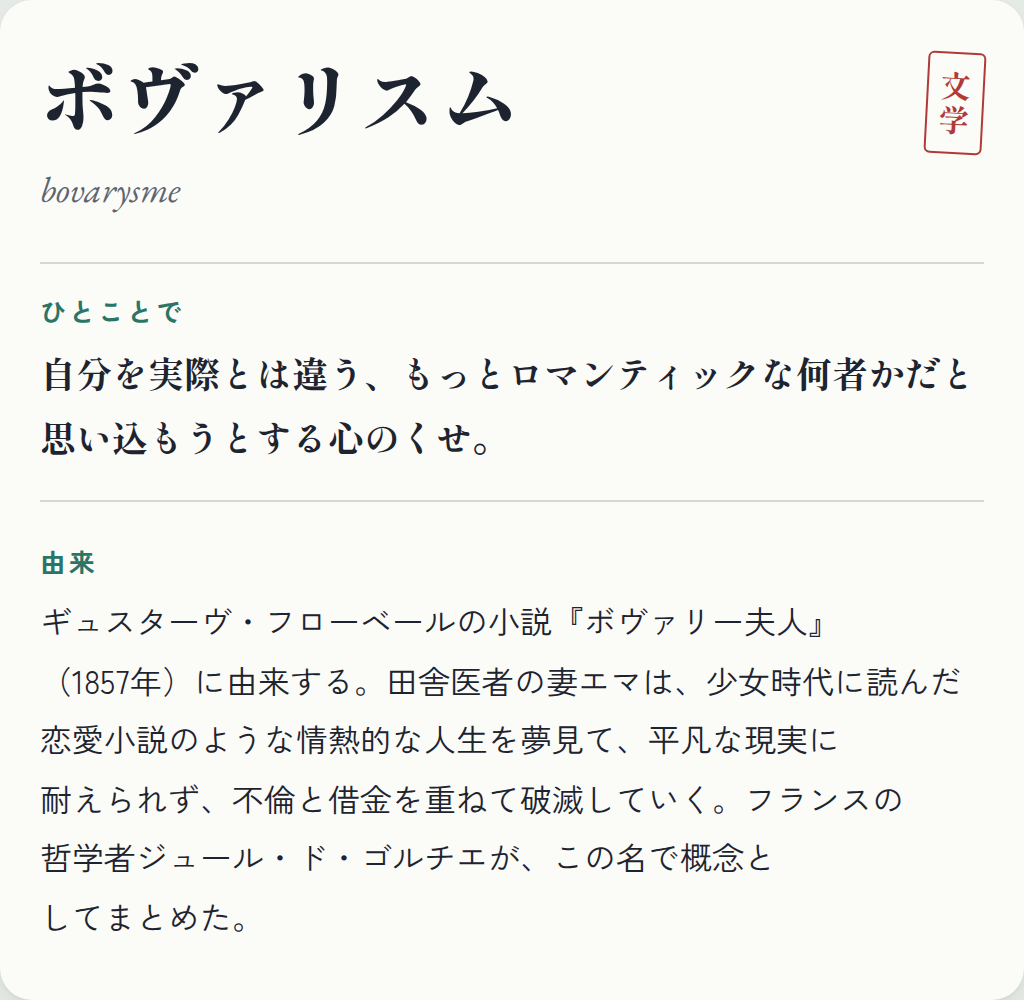 ボヴァリスム
文学
bovarysme
ひとことで
自分を実際とは違う、もっとロマンティックな何者かだと
思い込もうとする心のくせ。
由来
ギュスターヴ・フローベールの小説『ボヴァリー夫人』
（1857年）に由来する。田舎医者の妻エマは、少女時代に読んだ
恋愛小説のような情熱的な人生を夢見て、平凡な現実に
耐えられず、不倫と借金を重ねて破滅していく。フランスの
哲学者ジュール・ド・ゴルチエが、この名で概念と
してまとめた。